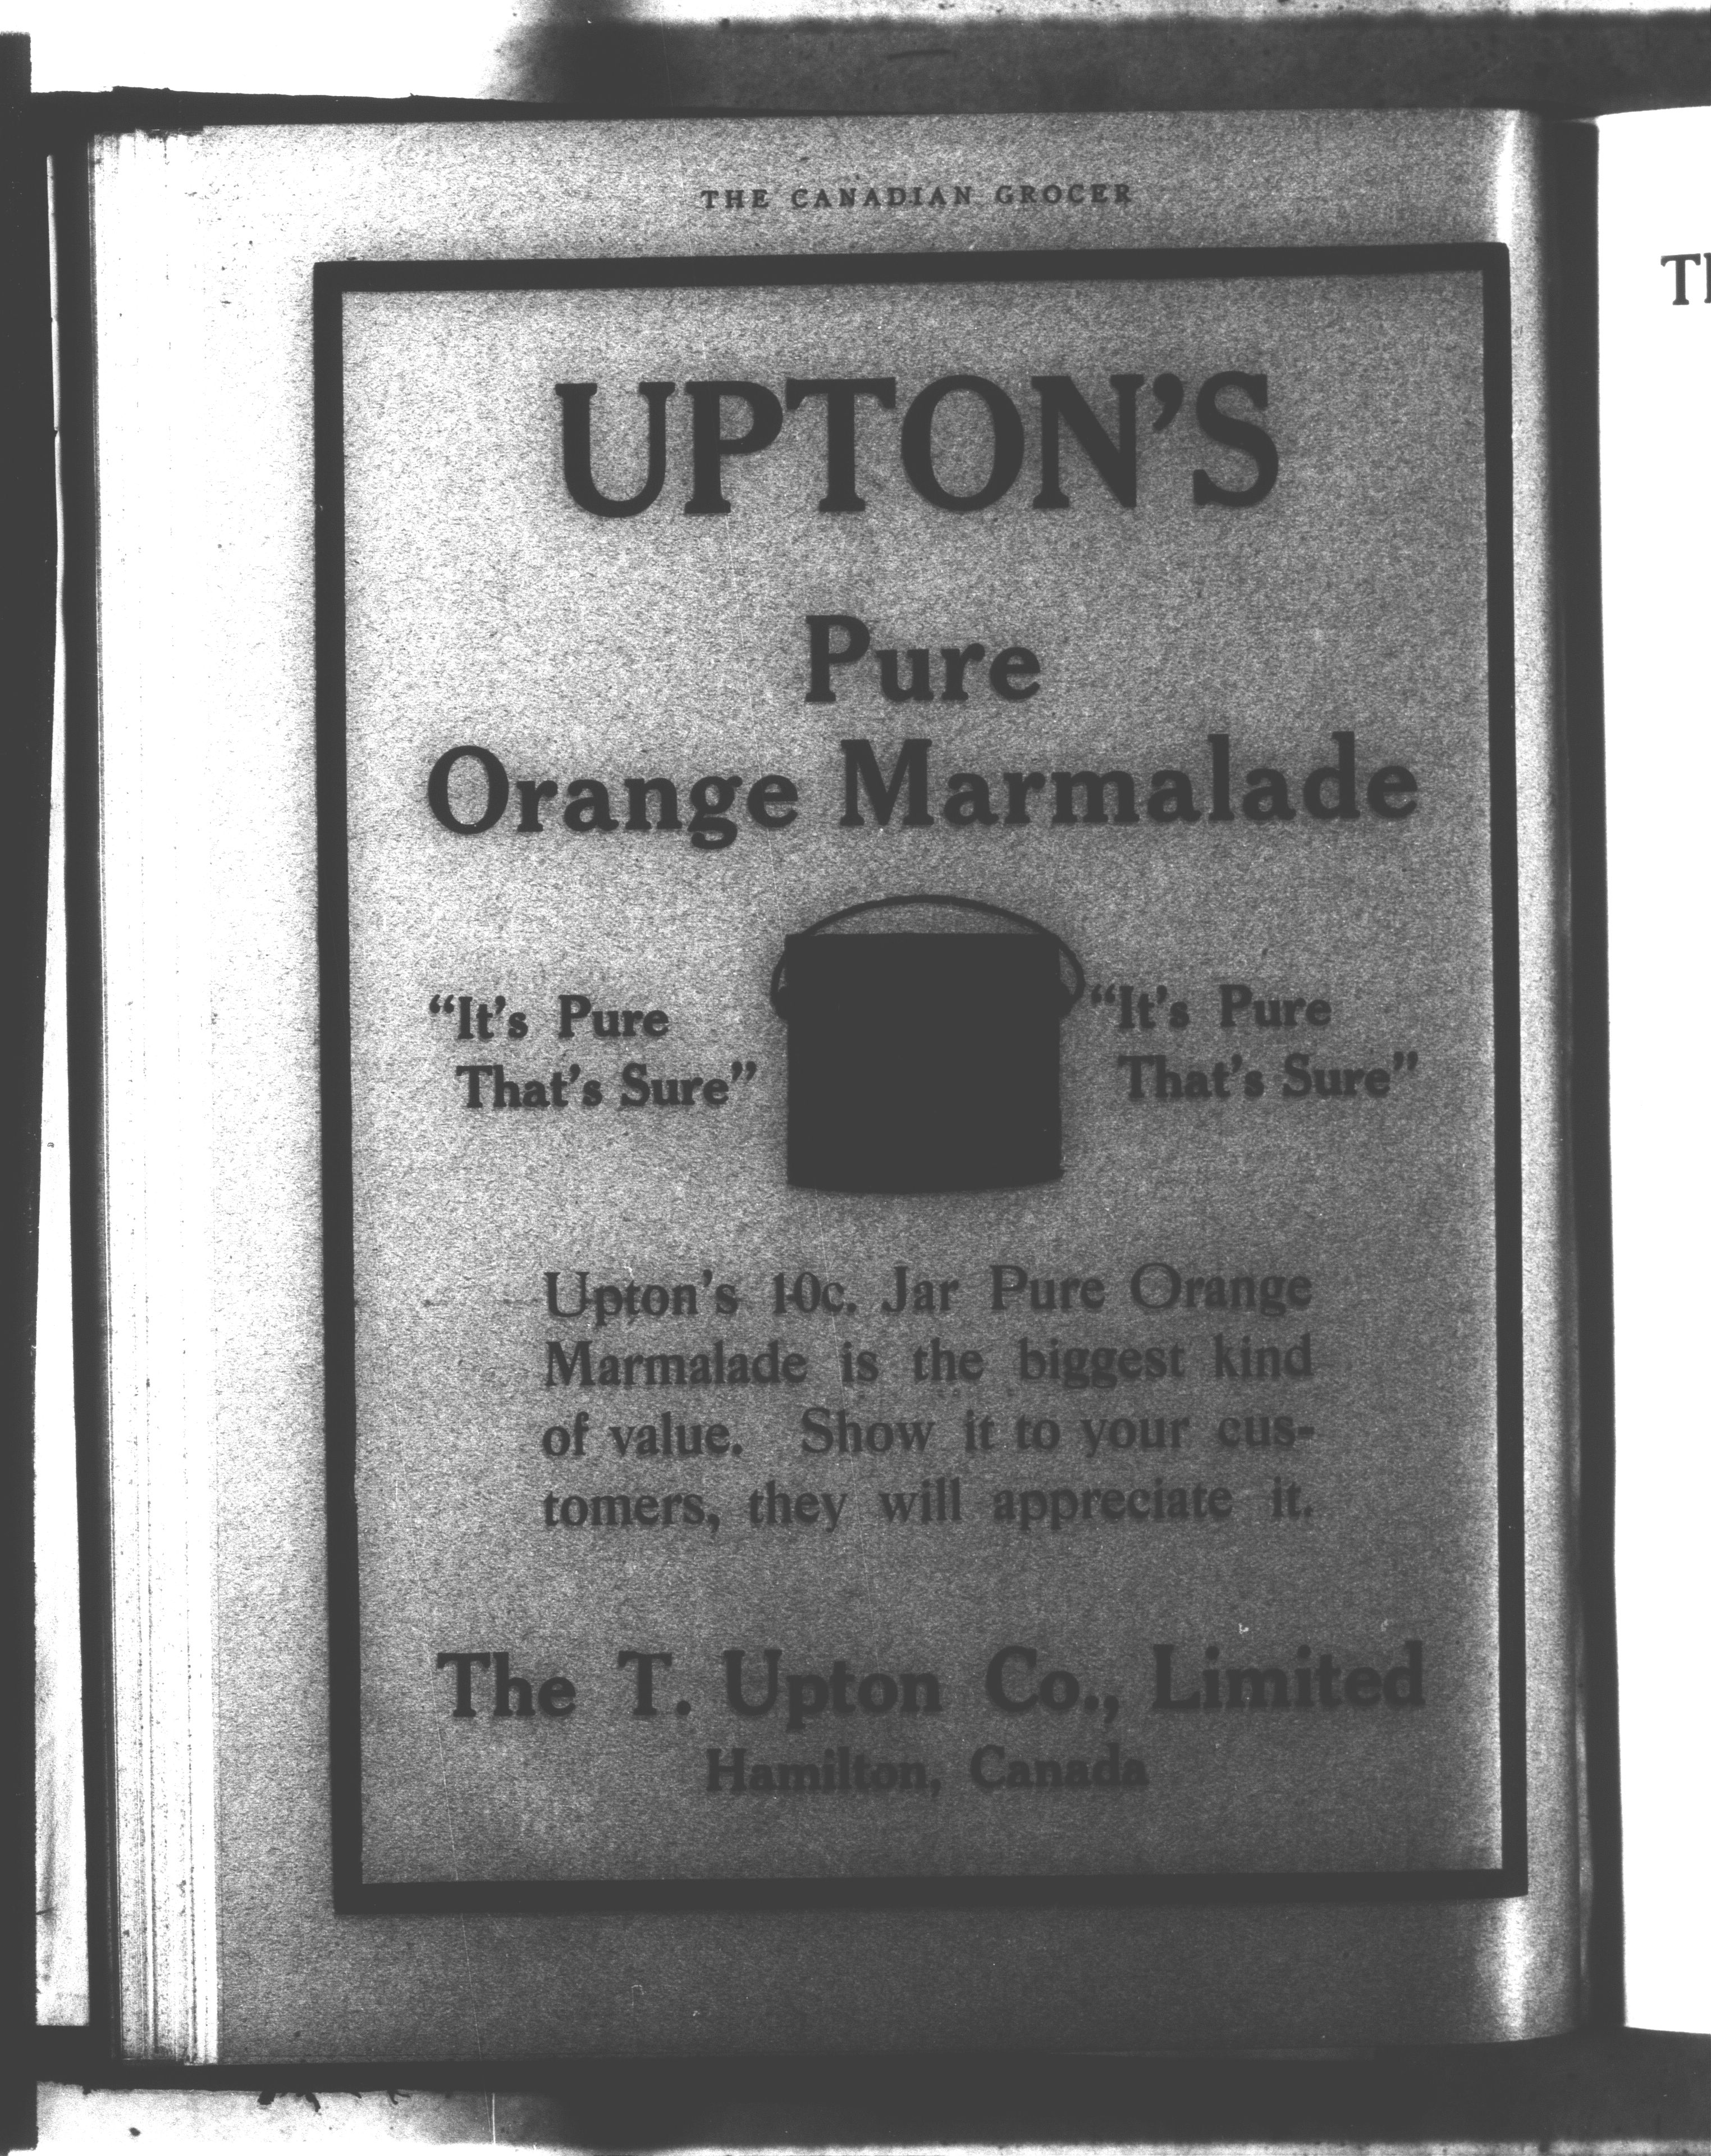 THE CANADIAN GROCER
UPTON'S
Pure
Orange Marmalade
“It's Pure
That's Sure”
“It's Pure
That's Sure”
Upton's 10c. Jar Pure Orange
Marmalade is the biggest kind
of value. Show it to your cus-
tomers, they will appreciate it.
The T. Upton Co., Limited
Hamilton, Canada